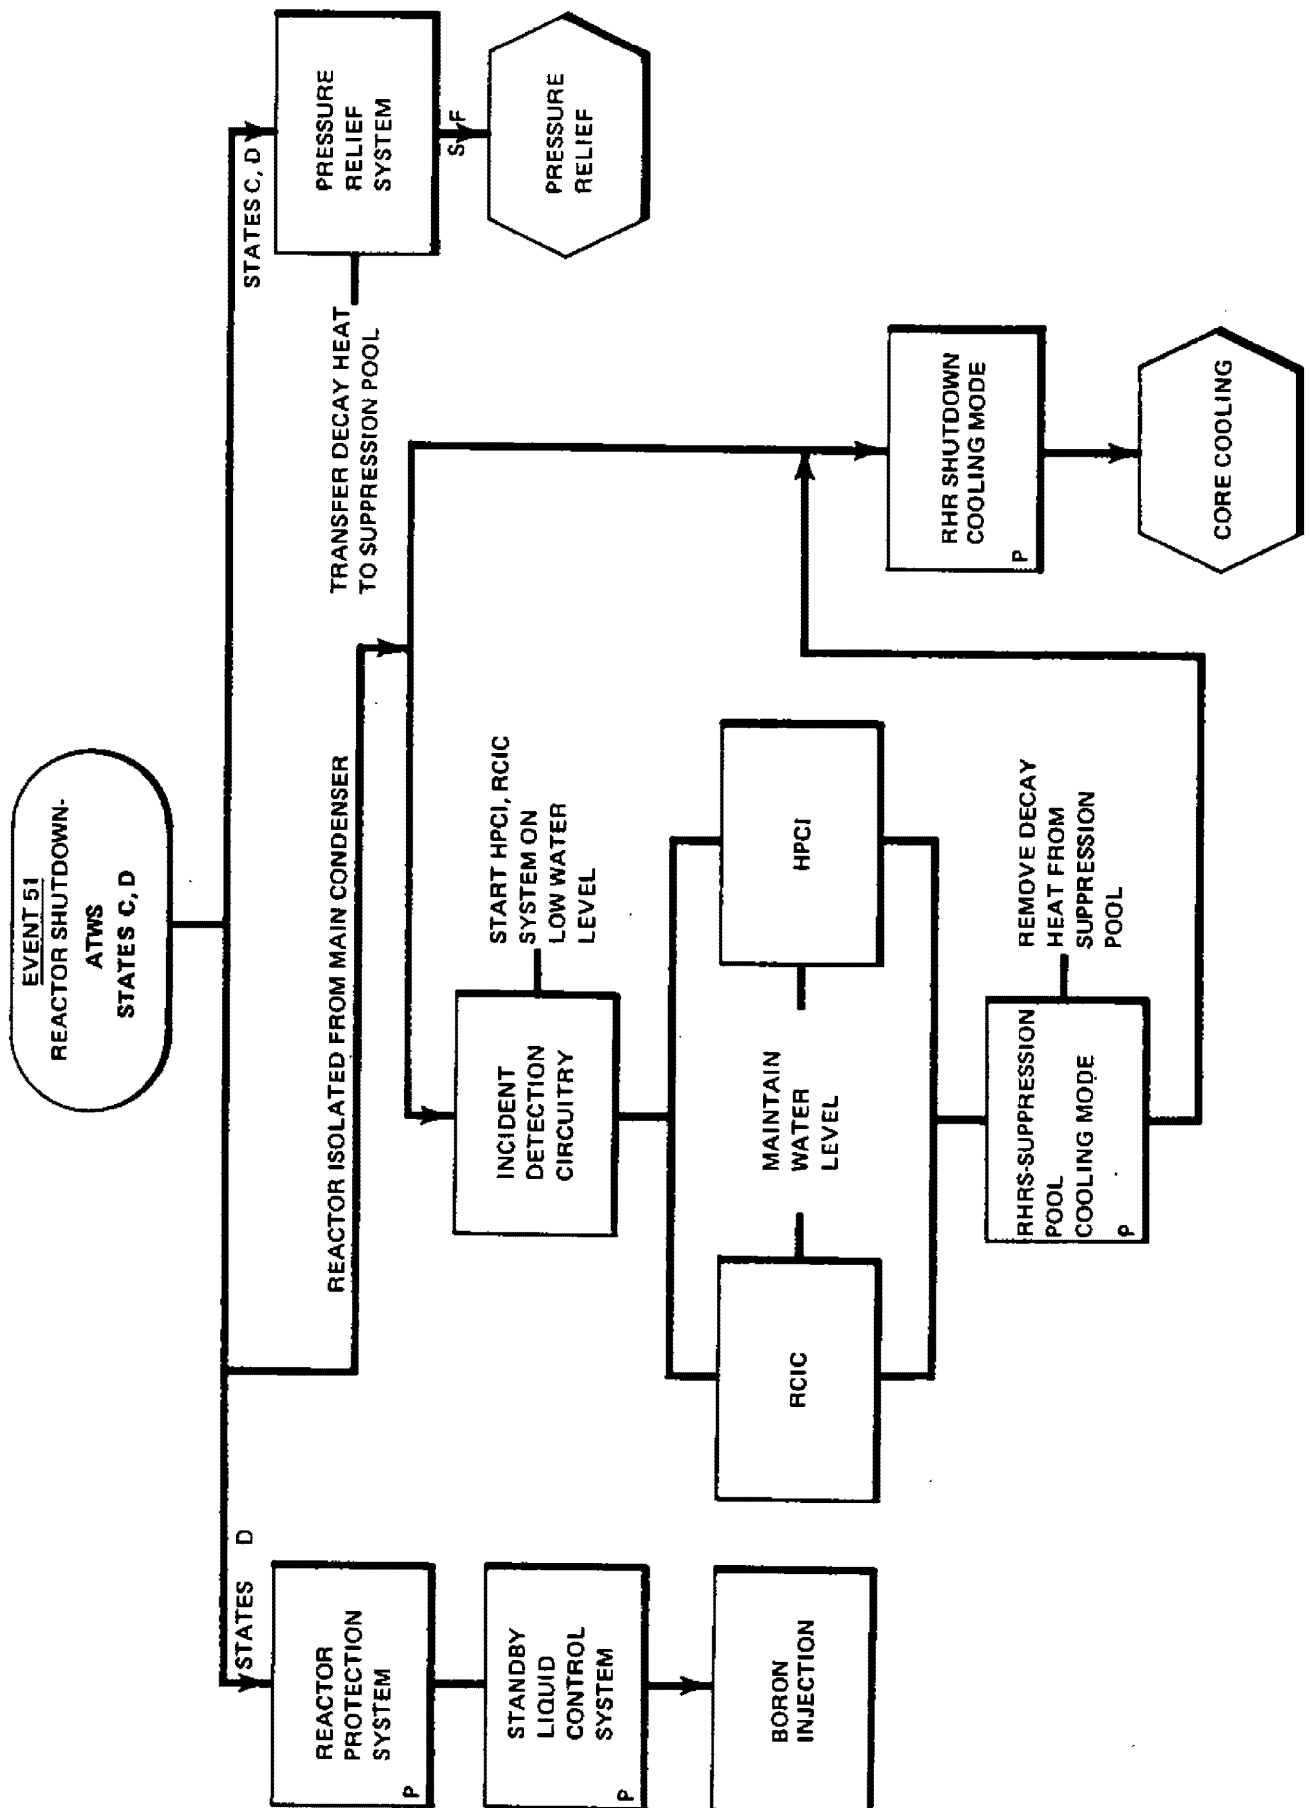 EVENT 51
REACTOR SHUTDOWN-
ATWS
STATES C, D
STATES D
REACTOR
PROTECTION
SYSTEM
P
STANDBY
LIQUID
CONTROL
SYSTEM
P
BORON
INJECTION
REACTOR ISOLATED FROM MAIN CONDENSER
INCIDENT
DETECTION
CIRCUITRY
START HPCI, RCIC
SYSTEM ON
LOW WATER
LEVEL
RCIC
MAINTAIN
WATER
LEVEL
HPCI
RHRS-SUPPRESSION
POOL
COOLING MODE
P
REMOVE DECAY
HEAT FROM
SUPPRESSION
POOL
RHR SHUTDOWN
COOLING MODE
P
CORE COOLING
STATES C, D
PRESSURE
RELIEF
SYSTEM
TRANSFER DECAY HEAT
TO SUPPRESSION POOL
S F
PRESSURE
RELIEF